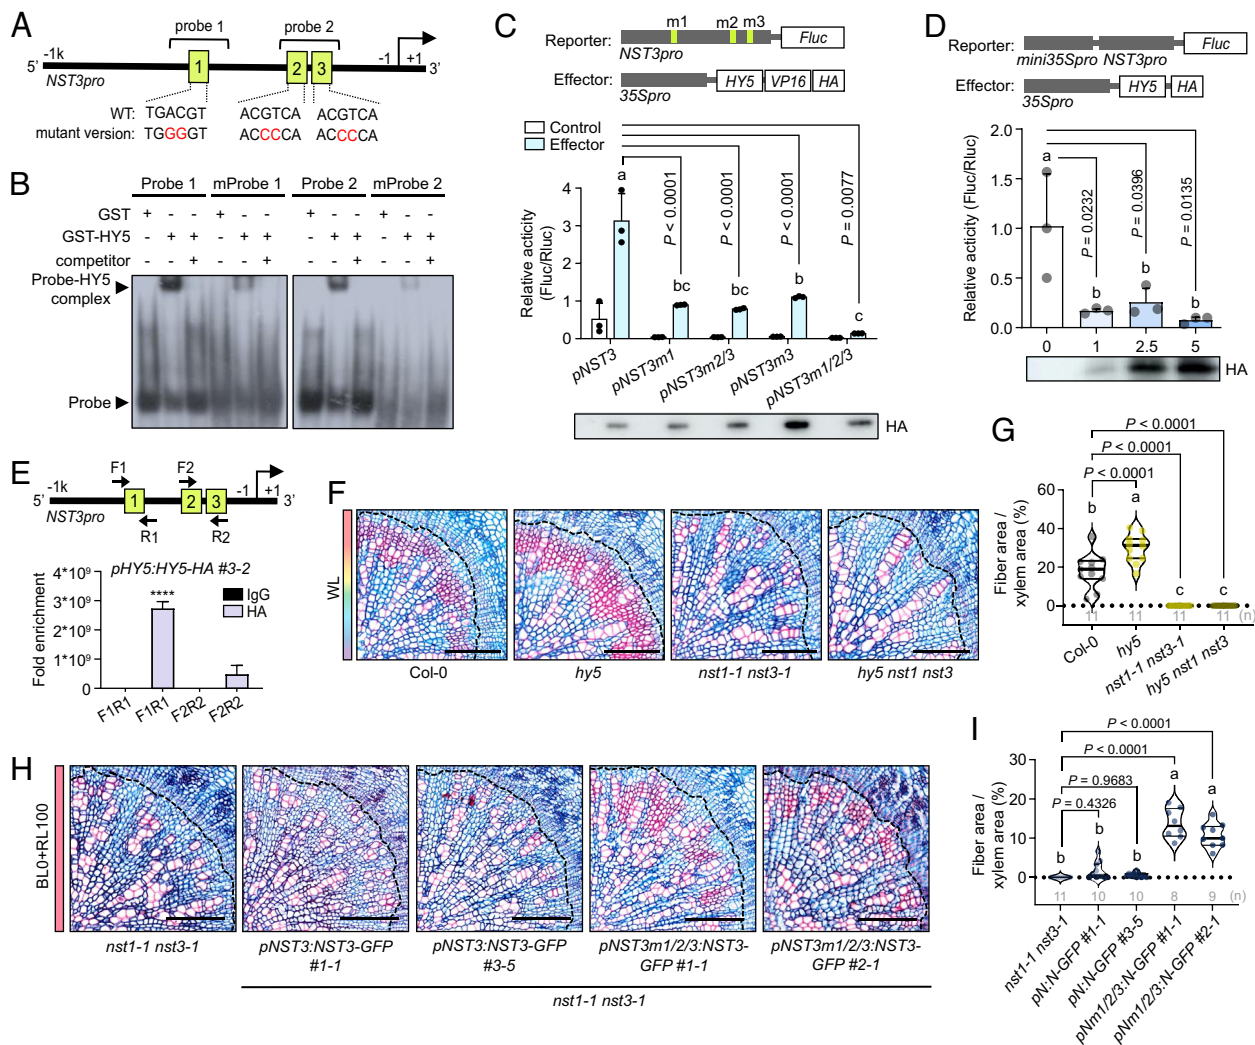 A
probe 1
probe 2
-1k
-1
+1
5'
1
2
3
3'
NST3pro
WT:
TGACGT
ACGTCA
ACGTCA
mutant version:
TGGGGT
ACCCCA
ACCCCA
B
Probe 1
mProbe 1
Probe 2
mProbe 2
GST
+ - - + - - + - - + - -
GST-HY5
- + + - + + - + + - + +
competitor
- - + - - + - - + - - +
Probe-HY5
complex
Probe
C
m1
m2
m3
Reporter:
NST3pro
Fluc
Effector:
35Spro
HY5
VP16
HA
Control
Effector
Relative acticity
(Fluc/Rluc)
4
3
2
1
0
a
bc
bc
b
c
P < 0.0001
P < 0.0001
P < 0.0001
P = 0.0077
pNST3
pNST3m1
pNST3m2/3
pNST3m3
pNST3m1/2/3
HA
D
Reporter:
mini35Spro
NST3pro
Fluc
Effector:
35Spro
HY5
HA
Relative acticity (Fluc/Rluc)
2.0
1.5
1.0
0.5
0.0
a
b
b
b
P = 0.0232
P = 0.0396
P = 0.0135
0
1
2.5
5
HA
E
F1
F2
-1k
-1
+1
5'
1
2
3
3'
NST3pro
R1
R2
pHY5:HY5-HA #3-2
Fold enrichment
4*10⁹
3*10⁹
2*10⁹
1*10⁹
0
****
IgG
HA
F1R1
F1R1
F2R2
F2R2
F
WL
Col-0
hy5
nst1-1 nst3-1
hy5 nst1 nst3
G
P < 0.0001
P < 0.0001
P < 0.0001
Fiber area /
xylem area (%)
60
40
20
0
b
a
c
c
11
11
11
11
(n)
Col-0
hy5
nst1-1 nst3-1
hy5 nst1 nst3
H
BL0+RL100
nst1-1 nst3-1
pNST3:NST3-GFP
#1-1
pNST3:NST3-GFP
#3-5
pNST3m1/2/3:NST3-
GFP #1-1
pNST3m1/2/3:NST3-
GFP #2-1
nst1-1 nst3-1
I
P < 0.0001
P < 0.0001
P = 0.9683
P = 0.4326
Fiber area /
xylem area (%)
30
20
10
0
b
b
b
a
a
11
10
10
8
9
(n)
nst1-1 nst3-1
pN:N-GFP #1-1
pN:N-GFP #3-5
pNm1/2/3:N-GFP #1-1
pNm1/2/3:N-GFP #2-1